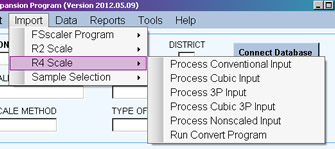 pansion Program (Version 2012.05.09)
Import Data Reports Tools Help
FSscaler Program
R2 Scale
R4 Scale
Sample Selection
DISTRICT
Connect Database
Process Conventional Input
Process Cubic Input
Process 3P Input
Process Cubic 3P Input
Process Nonscaled Input
Run Convert Program
CALE METHOD
TYPE OF